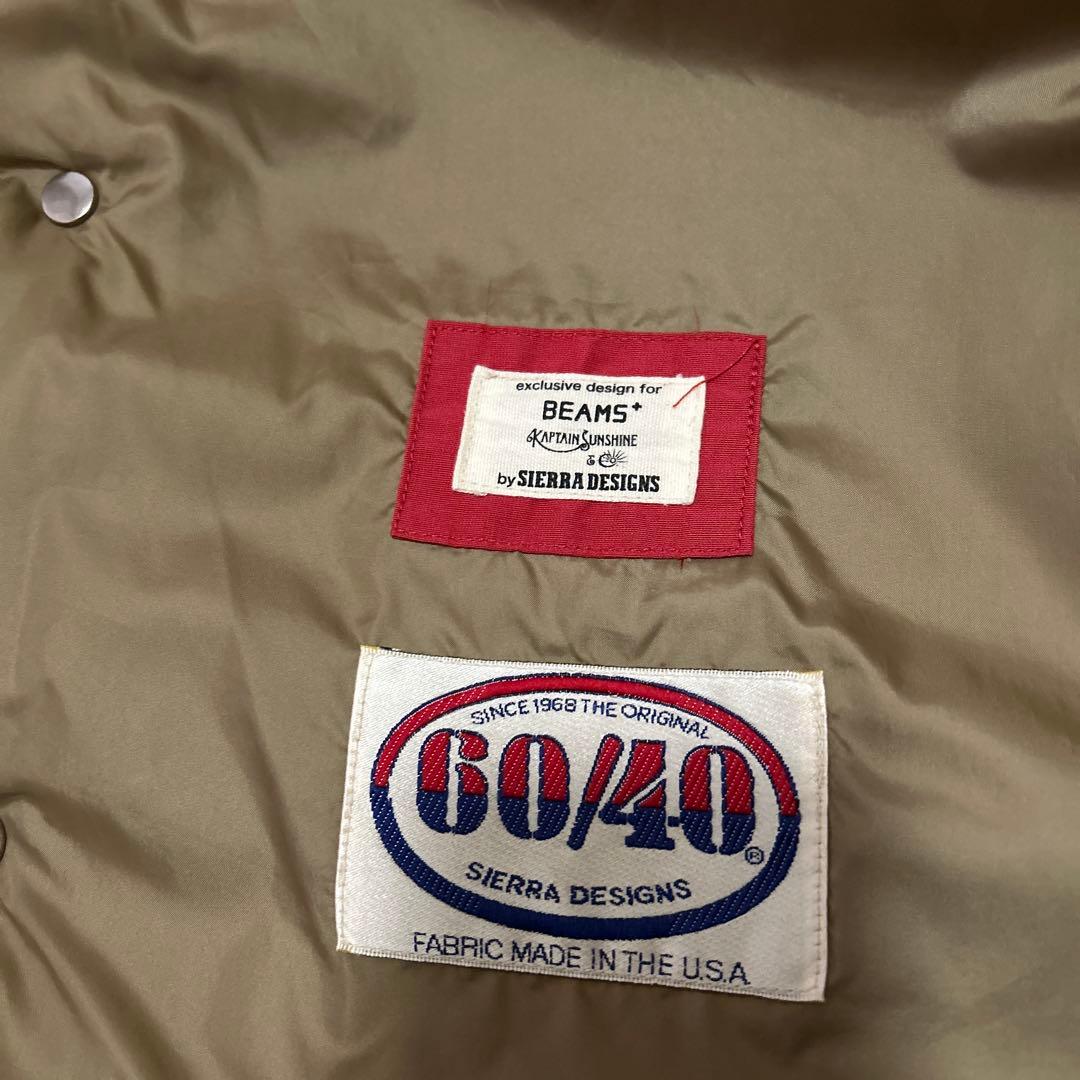 exclusive design for
BEAMS+
KAPTAIN SUNSHINE
& Co
by SIERRA DESIGNS
SINCE 1968 THE ORIGINAL
60/40®
SIERRA DESIGNS
FABRIC MADE IN THE U.S.A